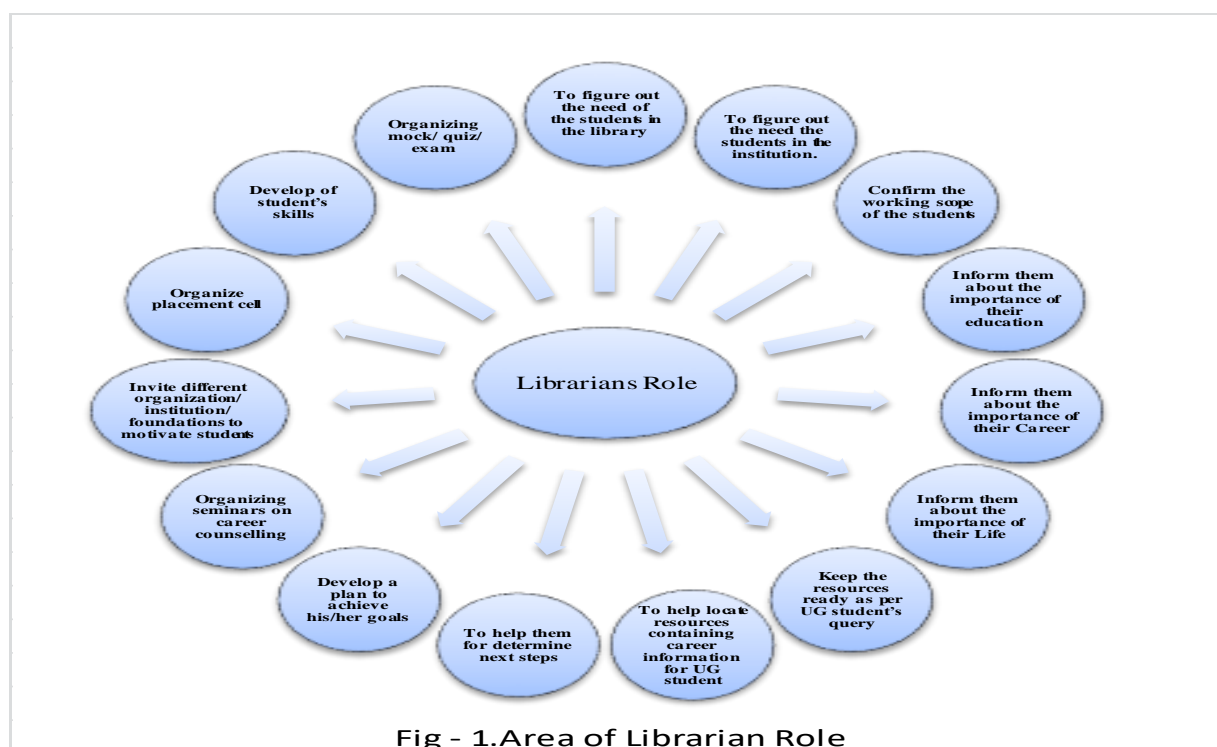 To figure out
the need of
the students in
the library
To figure out
the need the
students in the
institution.
Confirm the
working scope
of the students
Inform them
about the
importance of
their
education
Inform them
about the
importance of
their Career
Inform them
about the
importance of
their Life
Keep the
resources
ready as per
UG student's
query
To help locate
resources
containing
career
information
for UG
student
To help them
for determine
next steps
Develop a
plan to
achieve
his/her goals
Organizing
seminars on
career
counselling
Invite different
organization/
institution/
foundations to
motivate students
Organize
placement cell
Develop of
student's
skills
Organizing
mock/ quiz/
exam
Librarians Role
Fig - 1.Area of Librarian Role